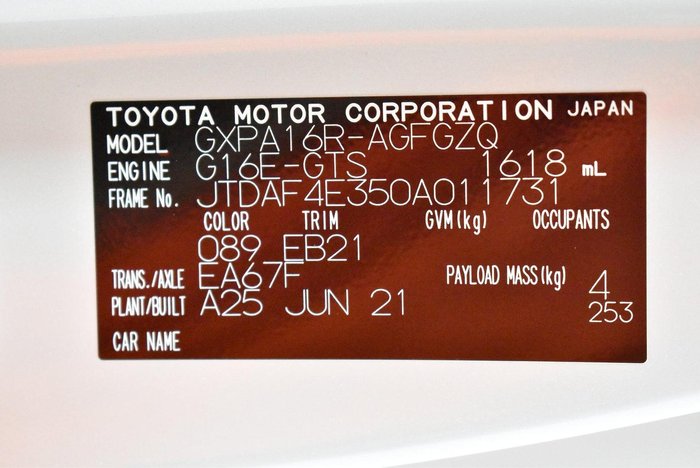 TOYOTA MOTOR CORPORATION JAPAN
MODEL GXPA16R-AGFGZQ
ENGINE G16E-GTS 1618 mL
FRAME No. JTDAF4E350A011731
COLOR TRIM GVM(kg) OCCUPANTS
089 EB21
TRANS./AXLE EA67F PAYLOAD MASS(kg) 4
PLANT/BUILT A25 JUN 21 253
CAR NAME